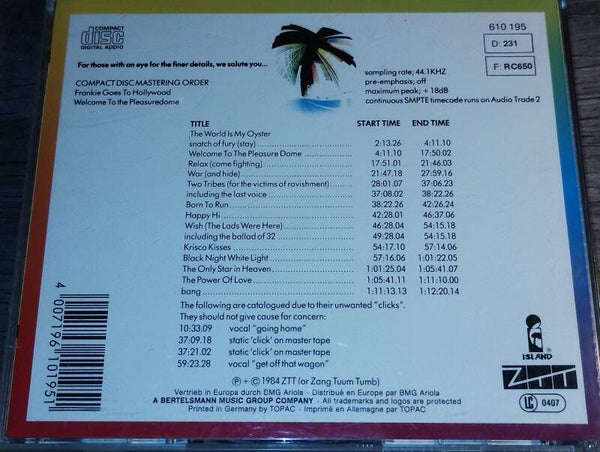 COMPACT
disc
DIGITAL AUDIO
610 195
D: 231
F: RC650
For those with an eye for the finer details, we salute you...
COMPACT DISC MASTERING ORDER
Frankie Goes To Hollywood
Welcome To the Pleasuredome
sampling rate; 44.1KHZ
pre-emphasis; off
maximum peak; + 18dB
continuous SMPTE timecode runs on Audio Trade 2
TITLE START TIME END TIME
The World Is My Oyster
snatch of fury (stay) 2:13.26 4:11.10
Welcome To The Pleasure Dome 4:11.10 17:50.02
Relax (come fighting) 17:51.01 21:46.03
War (and hide) 21:47.18 27:59.16
Two Tribes (for the victims of ravishment) 28:01.07 37:06.23
including the last voice 37:08.02 38:22.26
Born To Run 38:22.26 42:26.24
Happy Hi 42:28.01 46:37.06
Wish (The Lads Were Here) 46:28.04 54:15.18
including the ballad of 32 49:28.04 54:15.18
Krisco Kisses 54:17.10 57:14.06
Black Night White Light 57:16.06 1:01:22.05
The Only Star in Heaven 1:01:25.04 1:05:41.07
The Power Of Love 1:05:41.11 1:11:10.00
bang 1:11:13.13 1:12:20.14
The following are catalogued due to their unwanted "clicks".
They should not give cause for concern:
10:33.09 vocal "going home"
37:09.18 static 'click' on master tape
37:21.02 static 'click' on master tape
59:23.28 vocal "get off that wagon"
4 007196 101951
ISLAND
ZTT
LC 0407
Ⓟ + © 1984 ZTT (or Zang Tuum Tumb)
Vertrieb in Europa durch BMG Ariola · Distribué en Europe par BMG Ariola
A BERTELSMANN MUSIC GROUP COMPANY · All trademarks and logos are protected
Printed in Germany by TOPAC · Imprimé en Allemagne par TOPAC